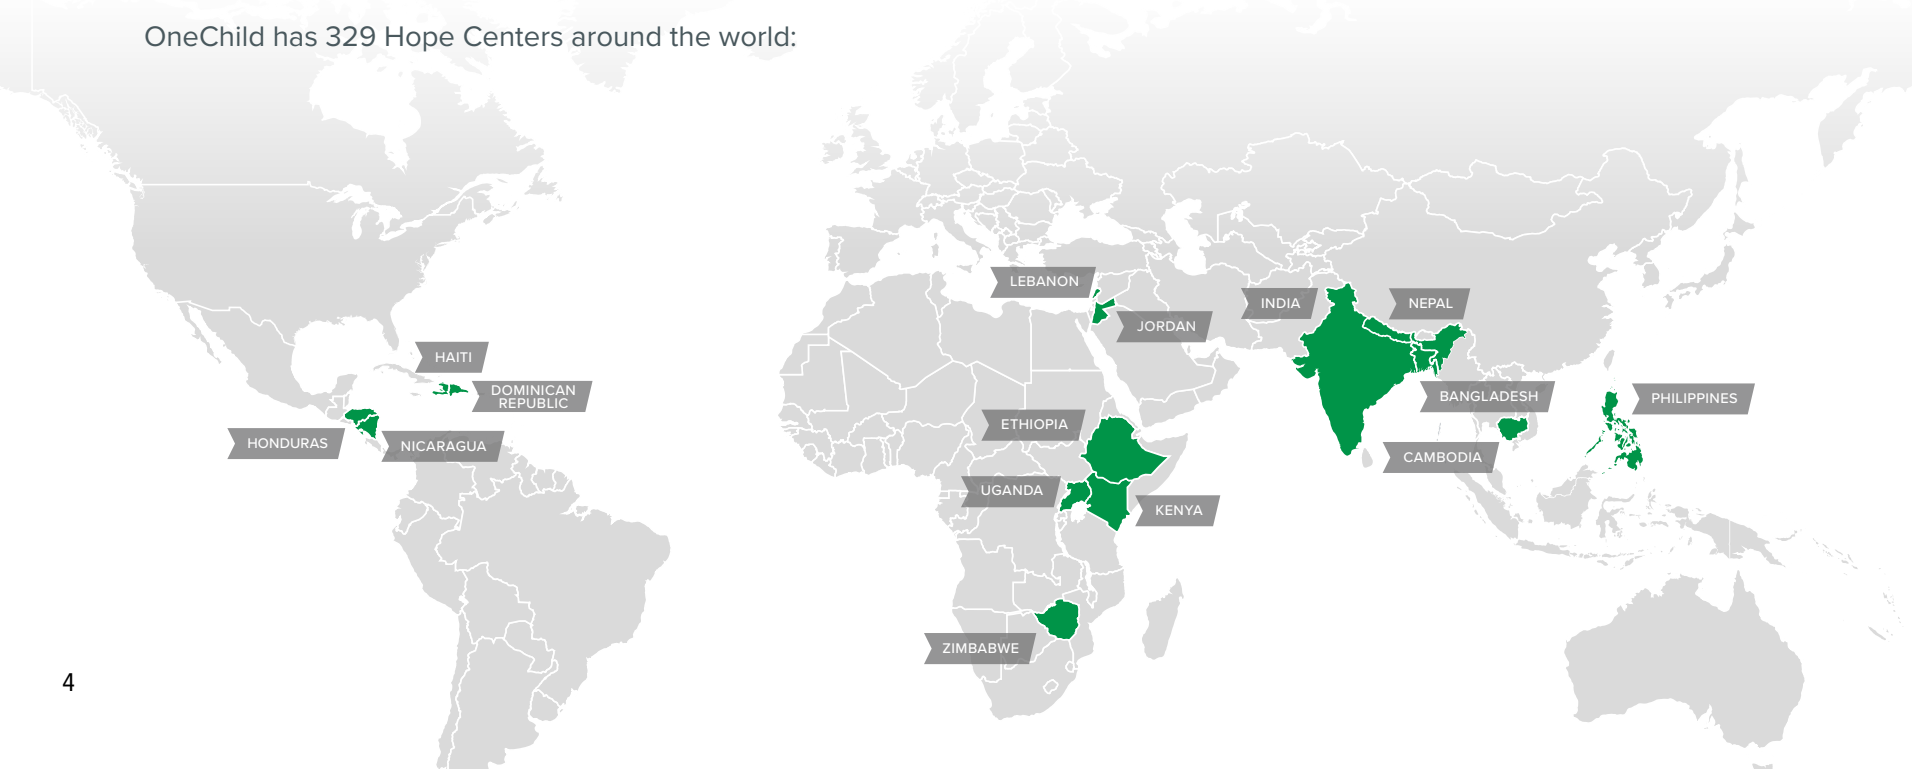 OneChild has 329 Hope Centers around the world:
LEBANON
INDIA
NEPAL
JORDAN
HAITI
DOMINICAN
REPUBLIC
BANGLADESH
PHILIPPINES
ETHIOPIA
HONDURAS
NICARAGUA
CAMBODIA
UGANDA
KENYA
ZIMBABWE
4